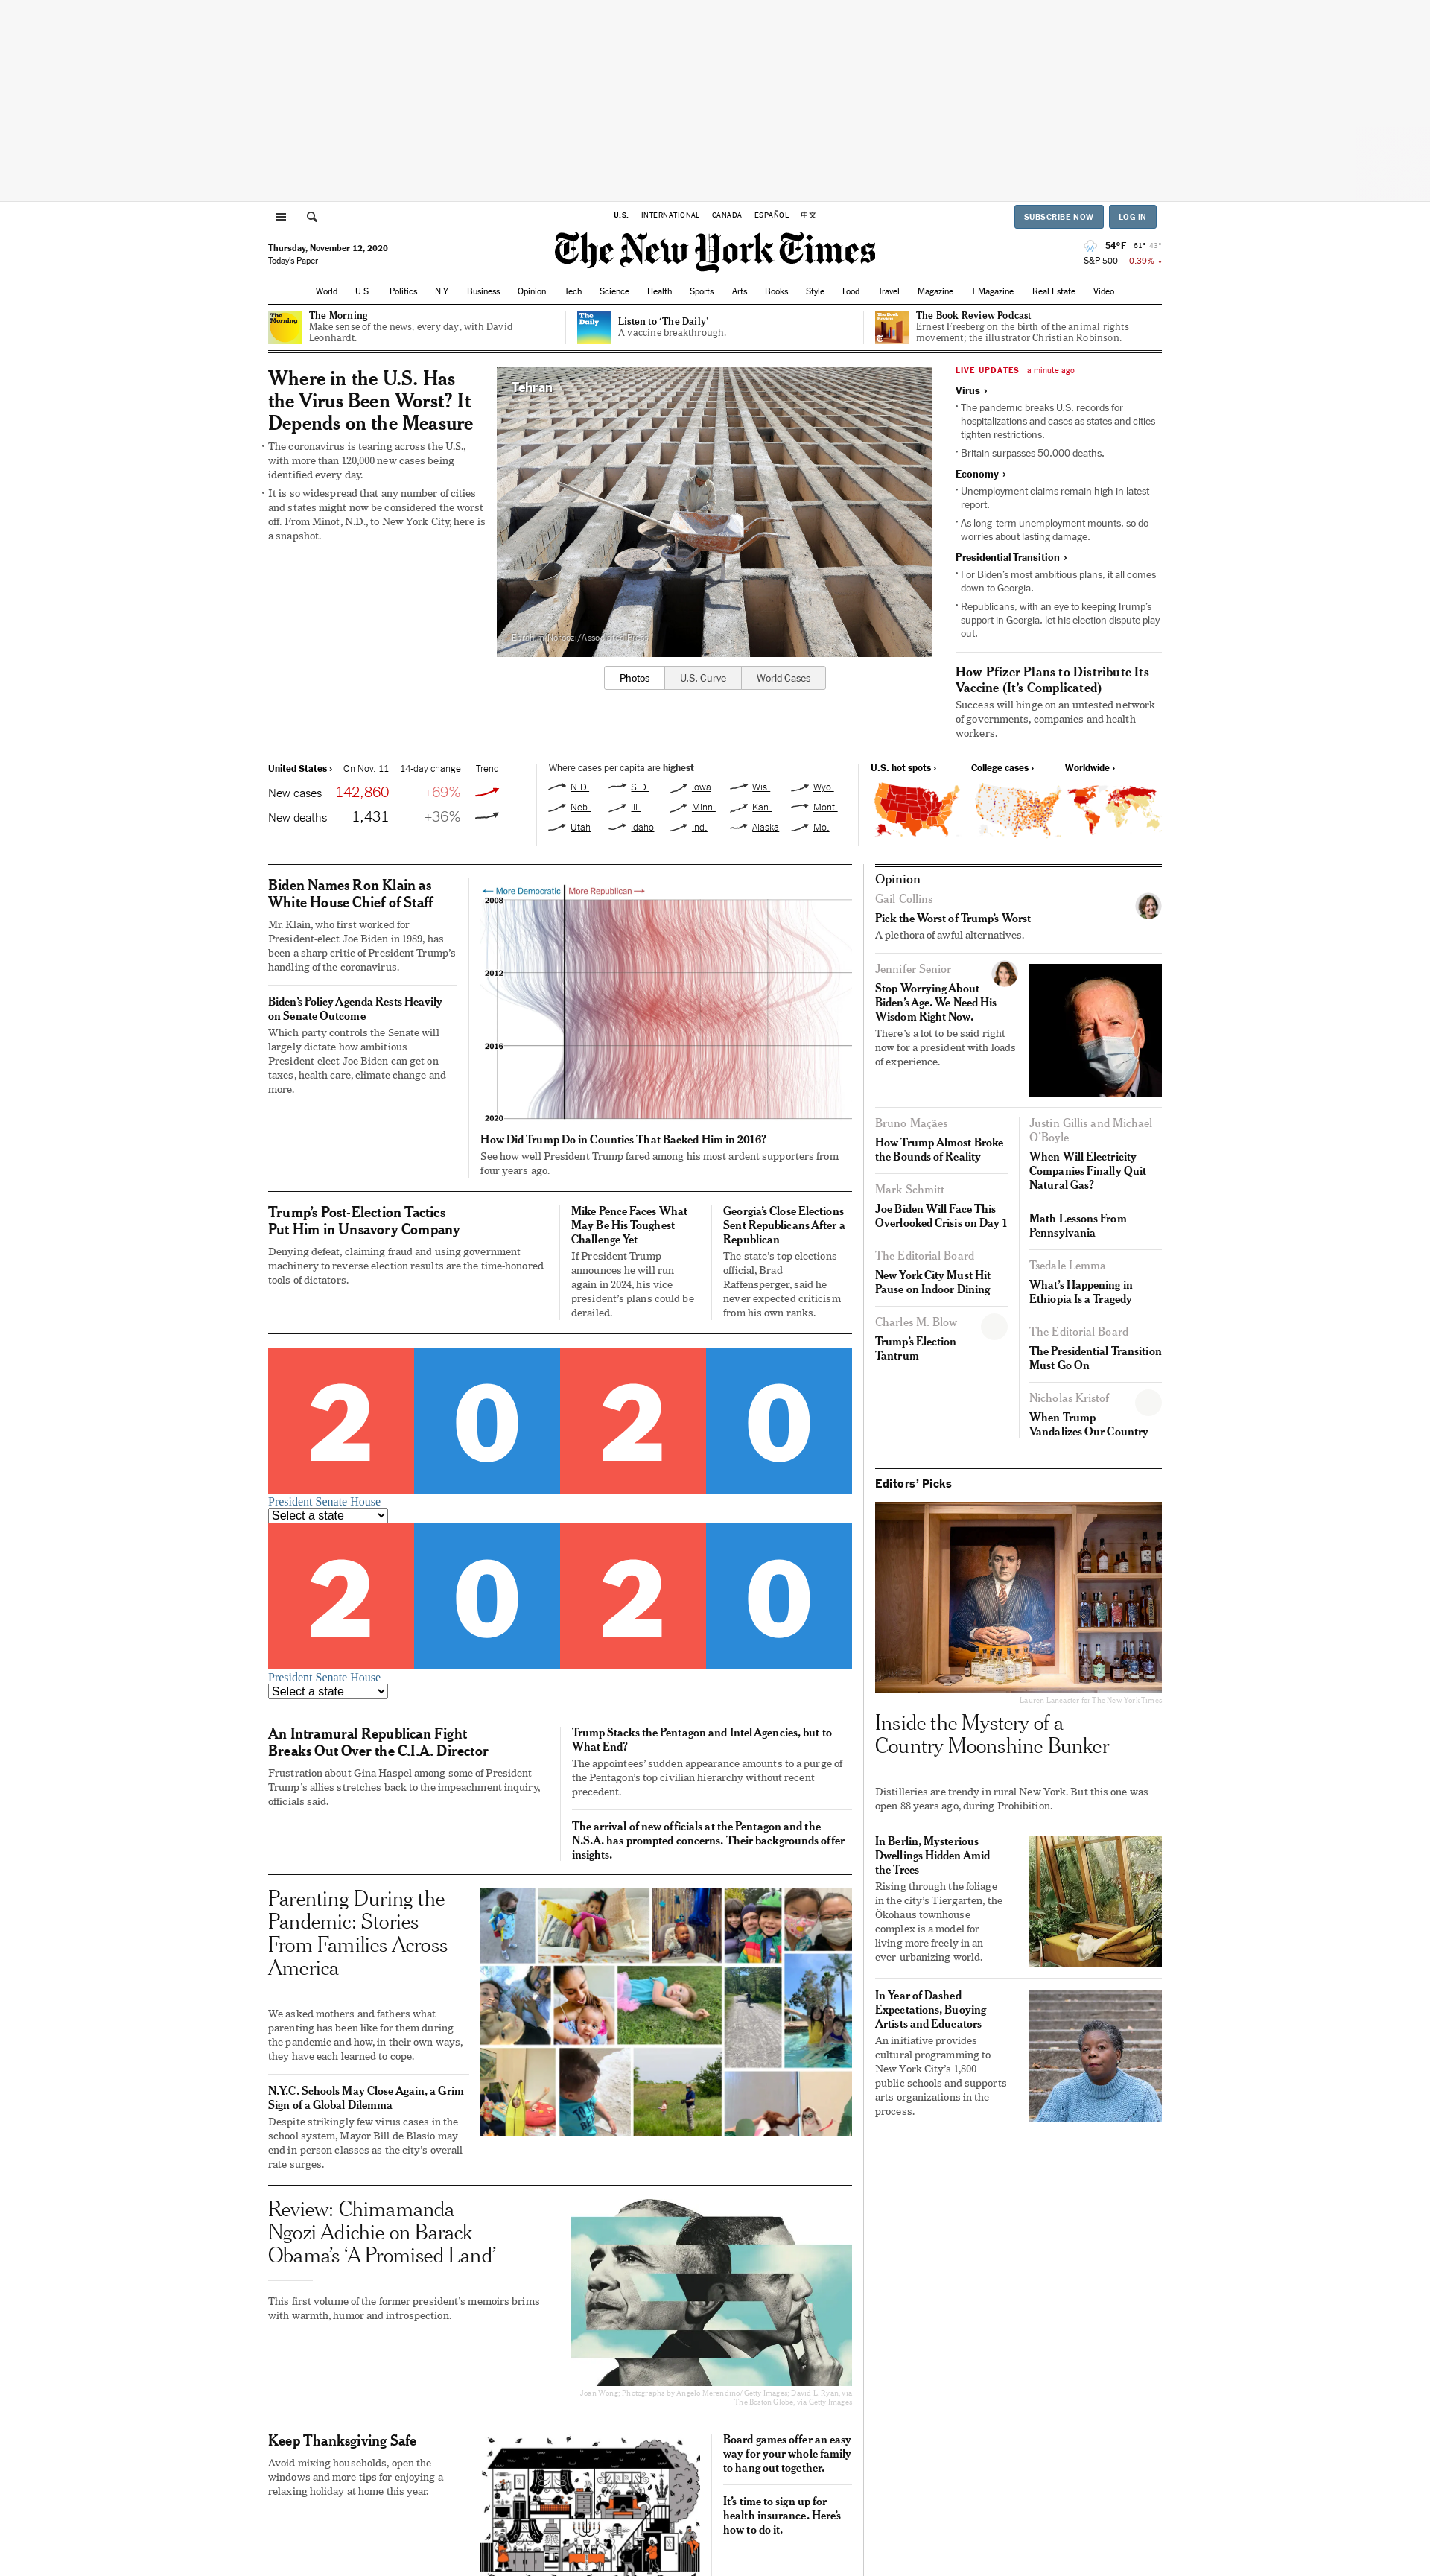 U.S. INTERNATIONAL CANADA ESPAÑOL 中文
SUBSCRIBE NOW LOG IN
Thursday, November 12, 2020
Today's Paper
The New York Times
54°F 61° 43°
S&P 500 -0.39%
World U.S. Politics N.Y. Business Opinion Tech Science Health Sports Arts Books Style Food Travel Magazine T Magazine Real Estate Video
The Morning
The Morning
Make sense of the news, every day, with David
Leonhardt.
The Daily
Listen to ‘The Daily’
A vaccine breakthrough.
The Book Review Podcast
Ernest Freeberg on the birth of the animal rights
movement; the illustrator Christian Robinson.
Where in the U.S. Has
the Virus Been Worst? It
Depends on the Measure
• The coronavirus is tearing across the U.S.,
with more than 120,000 new cases being
identified every day.
• It is so widespread that any number of cities
and states might now be considered the worst
off. From Minot, N.D., to New York City, here is
a snapshot.
Tehran
Ebrahim Noroozi/Associated Press
Photos U.S. Curve World Cases
LIVE UPDATES a minute ago
Virus ›
• The pandemic breaks U.S. records for
hospitalizations and cases as states and cities
tighten restrictions.
• Britain surpasses 50,000 deaths.
Economy ›
• Unemployment claims remain high in latest
report.
• As long-term unemployment mounts, so do
worries about lasting damage.
Presidential Transition ›
• For Biden’s most ambitious plans, it all comes
down to Georgia.
• Republicans, with an eye to keeping Trump’s
support in Georgia, let his election dispute play
out.
How Pfizer Plans to Distribute Its
Vaccine (It’s Complicated)
Success will hinge on an untested network
of governments, companies and health
workers.
United States › On Nov. 11 14-day change Trend
New cases 142,860 +69%
New deaths 1,431 +36%
Where cases per capita are highest
N.D. S.D. Iowa Wis. Wyo.
Neb. Ill. Minn. Kan. Mont.
Utah Idaho Ind. Alaska Mo.
U.S. hot spots › College cases › Worldwide ›
Biden Names Ron Klain as
White House Chief of Staff
Mr. Klain, who first worked for
President-elect Joe Biden in 1989, has
been a sharp critic of President Trump’s
handling of the coronavirus.
Biden’s Policy Agenda Rests Heavily
on Senate Outcome
Which party controls the Senate will
largely dictate how ambitious
President-elect Joe Biden can get on
taxes, health care, climate change and
more.
← More Democratic More Republican →
2008
2012
2016
2020
How Did Trump Do in Counties That Backed Him in 2016?
See how well President Trump fared among his most ardent supporters from
four years ago.
Trump’s Post-Election Tactics
Put Him in Unsavory Company
Denying defeat, claiming fraud and using government
machinery to reverse election results are the time-honored
tools of dictators.
Mike Pence Faces What
May Be His Toughest
Challenge Yet
If President Trump
announces he will run
again in 2024, his vice
president’s plans could be
derailed.
Georgia’s Close Elections
Sent Republicans After a
Republican
The state’s top elections
official, Brad
Raffensperger, said he
never expected criticism
from his own ranks.
2020
President Senate House
Select a state
2020
President Senate House
Select a state
An Intramural Republican Fight
Breaks Out Over the C.I.A. Director
Frustration about Gina Haspel among some of President
Trump’s allies stretches back to the impeachment inquiry,
officials said.
Trump Stacks the Pentagon and Intel Agencies, but to
What End?
The appointees’ sudden appearance amounts to a purge of
the Pentagon’s top civilian hierarchy without recent
precedent.
The arrival of new officials at the Pentagon and the
N.S.A. has prompted concerns. Their backgrounds offer
insights.
Parenting During the
Pandemic: Stories
From Families Across
America
We asked mothers and fathers what
parenting has been like for them during
the pandemic and how, in their own ways,
they have each learned to cope.
N.Y.C. Schools May Close Again, a Grim
Sign of a Global Dilemma
Despite strikingly few virus cases in the
school system, Mayor Bill de Blasio may
end in-person classes as the city’s overall
rate surges.
Review: Chimamanda
Ngozi Adichie on Barack
Obama’s ‘A Promised Land’
This first volume of the former president’s memoirs brims
with warmth, humor and introspection.
Joan Wong; Photographs by Angelo Merendino/Getty Images; David L. Ryan, via
The Boston Globe, via Getty Images
Keep Thanksgiving Safe
Avoid mixing households, open the
windows and more tips for enjoying a
relaxing holiday at home this year.
Board games offer an easy
way for your whole family
to hang out together.
It’s time to sign up for
health insurance. Here’s
how to do it.
Opinion
Gail Collins
Pick the Worst of Trump’s Worst
A plethora of awful alternatives.
Jennifer Senior
Stop Worrying About
Biden’s Age. We Need His
Wisdom Right Now.
There’s a lot to be said right
now for a president with loads
of experience.
Bruno Maçães
How Trump Almost Broke
the Bounds of Reality
Mark Schmitt
Joe Biden Will Face This
Overlooked Crisis on Day 1
The Editorial Board
New York City Must Hit
Pause on Indoor Dining
Charles M. Blow
Trump’s Election
Tantrum
Justin Gillis and Michael
O’Boyle
When Will Electricity
Companies Finally Quit
Natural Gas?
Math Lessons From
Pennsylvania
Tsedale Lemma
What’s Happening in
Ethiopia Is a Tragedy
The Editorial Board
The Presidential Transition
Must Go On
Nicholas Kristof
When Trump
Vandalizes Our Country
Editors’ Picks
Lauren Lancaster for The New York Times
Inside the Mystery of a
Country Moonshine Bunker
Distilleries are trendy in rural New York. But this one was
open 88 years ago, during Prohibition.
In Berlin, Mysterious
Dwellings Hidden Amid
the Trees
Rising through the foliage
in the city’s Tiergarten, the
Ökohaus townhouse
complex is a model for
living more freely in an
ever-urbanizing world.
In Year of Dashed
Expectations, Buoying
Artists and Educators
An initiative provides
cultural programming to
New York City’s 1,800
public schools and supports
arts organizations in the
process.